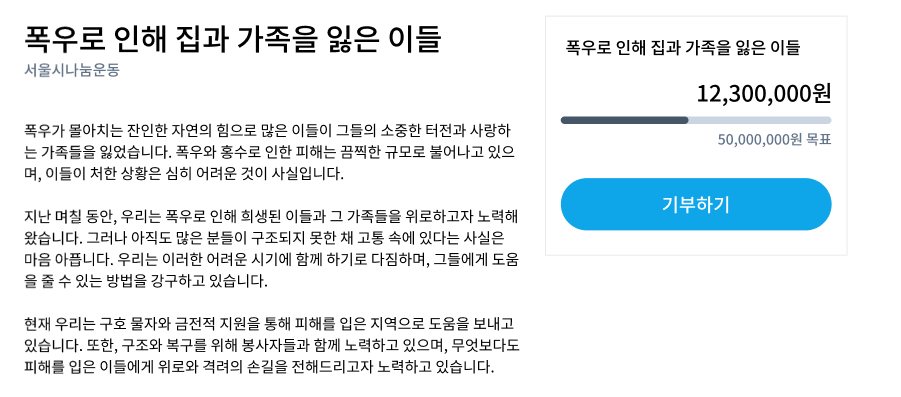 폭우로 인해 집과 가족을 잃은 이들
서울시나눔운동
폭우가 몰아치는 잔인한 자연의 힘으로 많은 이들이 그들의 소중한 터전과 사랑하
는 가족들을 잃었습니다. 폭우와 홍수로 인한 피해는 끔찍한 규모로 불어나고 있으
며, 이들이 처한 상황은 심히 어려운 것이 사실입니다.
지난 며칠 동안, 우리는 폭우로 인해 희생된 이들과 그 가족들을 위로하고자 노력해
왔습니다. 그러나 아직도 많은 분들이 구조되지 못한 채 고통 속에 있다는 사실은
마음 아픕니다. 우리는 이러한 어려운 시기에 함께 하기로 다짐하며, 그들에게 도움
을 줄 수 있는 방법을 강구하고 있습니다.
현재 우리는 구호 물자와 금전적 지원을 통해 피해를 입은 지역으로 도움을 보내고
있습니다. 또한, 구조와 복구를 위해 봉사자들과 함께 노력하고 있으며, 무엇보다도
피해를 입은 이들에게 위로와 격려의 손길을 전해드리고자 노력하고 있습니다.
폭우로 인해 집과 가족을 잃은 이들
12,300,000원
50,000,000원 목표
기부하기